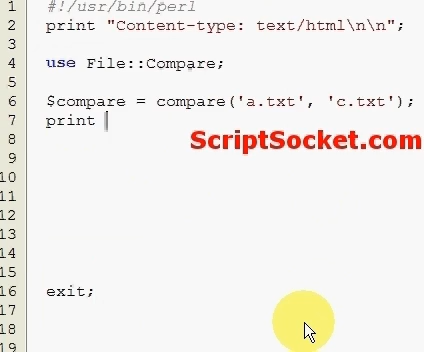 1 #!/usr/bin/perl
2 print "Content-type: text/html\n\n";
3
4 use File::Compare;
5
6 $compare = compare('a.txt', 'c.txt');
7 print
8 ScriptSocket.com
9
10
11
12
13
14
15
16 exit;
17
18
19